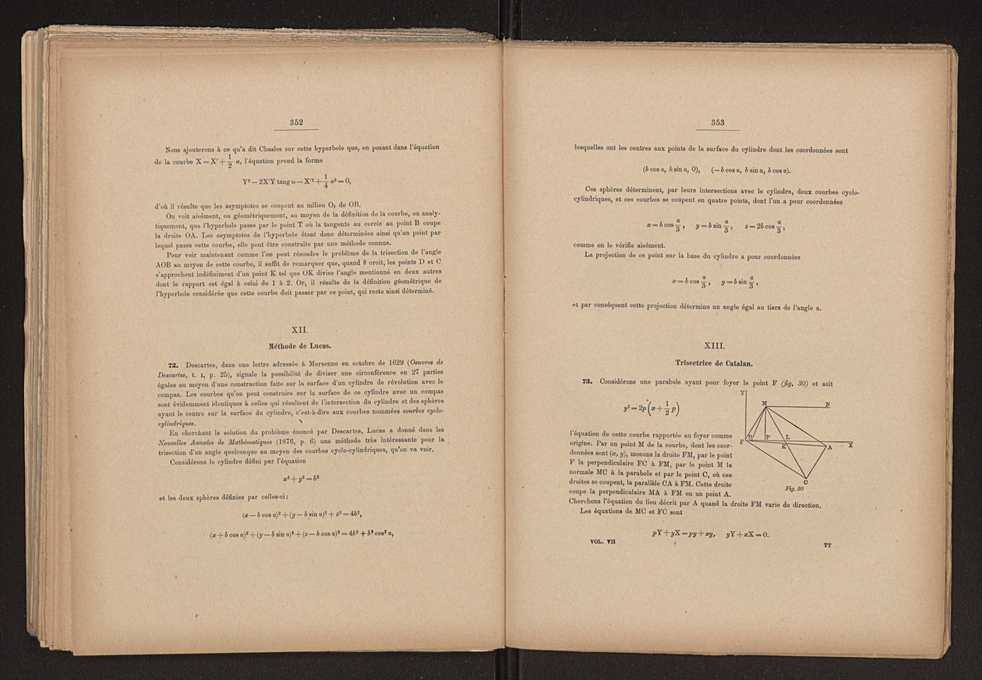 352
Nous ajouterons à ce qu'a dit Chasles sur cette hyperbole que, en posant dans l'équation
de la courbe X = X' + 1/2 a, l'équation prend la forme
Y² − 2X'Y tang α − X'² + 1/4 a² = 0,
d'où il résulte que les asymptotes se coupent au milieu O₁ de OB.
On voit aisément, ou géométriquement, au moyen de la définition de la courbe, ou analy-
tiquement, que l'hyperbole passe par le point T où la tangente au cercle au point B coupe
la droite OA. Les asymptotes de l'hyperbole étant donc déterminées ainsi qu'un point par
lequel passe cette courbe, elle peut être construite par une méthode connue.
Pour voir maintenant comme l'on peut résoudre le problème de la trisection de l'angle
AOB au moyen de cette courbe, il suffit de remarquer que, quand θ croit, les points D et C
s'approchent indéfiniment d'un point K tel que OK divise l'angle mentionné en deux autres
dont le rapport est égal à celui de 1 à 2. Or, il résulte de la définition géométrique de
l'hyperbole considérée que cette courbe doit passer par ce point, qui reste ainsi déterminé.
XII.
Méthode de Lucas.
72. Descartes, dans une lettre adressée à Mersenne en octobre de 1629 (Oeuvres de
Descartes, t. I, p. 25), signale la possibilité de diviser une circonférence en 27 parties
égales au moyen d'une construction faite sur la surface d'un cylindre de révolution avec le
compas. Les courbes qu'on peut construire sur la surface de ce cylindre avec un compas
sont évidemment identiques à celles qui résultent de l'intersection du cylindre et des sphères
ayant le centre sur la surface du cylindre, c'est-à-dire aux courbes nommées courbes cyclo-
cylindriques.
En cherchant la solution du problème énoncé par Descartes, Lucas a donné dans les
Nouvelles Annales de Mathématiques (1876, p. 6) une méthode très intéressante pour la
trisection d'un angle quelconque au moyen des courbes cyclo-cylindriques, qu'on va voir.
Considérons le cylindre défini par l'équation
x² + y² = b²
et les deux sphères définies par celles-ci:
(x − b cos α)² + (y − b sin α)² + z² = 4b²,
(x + b cos α)² + (y − b sin α)² + (z − b cos α)² = 4b² + b² cos² α,
353
lesquelles ont les centres aux points de la surface du cylindre dont les coordonnées sont
(b cos α, b sin α, 0), (− b cos α, b sin α, b cos α).
Ces sphères déterminent, par leurs intersections avec le cylindre, deux courbes cyclo-
cylindriques, et ces courbes se coupent en quatre points, dont l'un a pour coordonnées
x = b cos α/3, y = b sin α/3, z = 2b cos α/3,
comme on le vérifie aisément.
La projection de ce point sur la base du cylindre a pour coordonnées
x = b cos α/3, y = b sin α/3,
et par conséquent cette projection détermine un angle égal au tiers de l'angle α.
XIII.
Trisectrice de Catalan.
73. Considérons une parabole ayant pour foyer le point F (fig. 30) et soit
y² = 2p(x + 1/2 p)
l'équation de cette courbe rapportée au foyer comme
origine. Par un point M de la courbe, dont les coor-
données sont (x, y), menons la droite FM, par le point
F la perpendiculaire FC à FM, par le point M la
normale MC à la parabole et par le point C, où ces
droites se coupent, la parallèle CA à FM. Cette droite
coupe la perpendiculaire MA à FM en un point A.
Y
M
N
F
P
L
K
A
X
C
Fig. 30
Cherchons l'équation du lieu décrit par A quand la droite FM varie de direction.
Les équations de MC et FC sont
pY + yX = py + xy, yY + xX = 0.
VOL. VII
TT